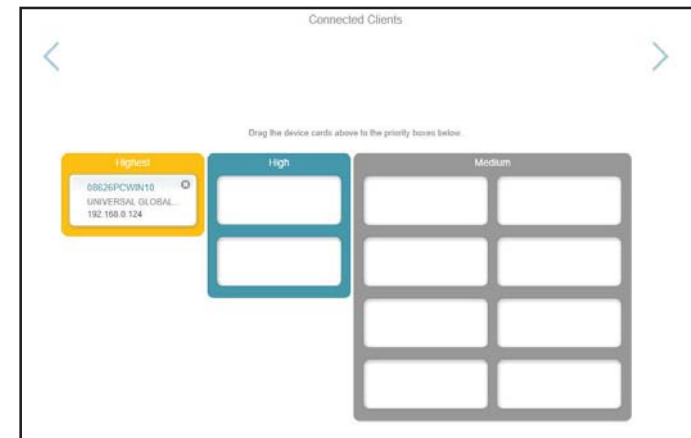 Connected Clients
Drag the device cards above to the priority boxes below.
Highest
High
Medium
08626PCWIN10
UNIVERSAL GLOBAL...
192.168.0.124